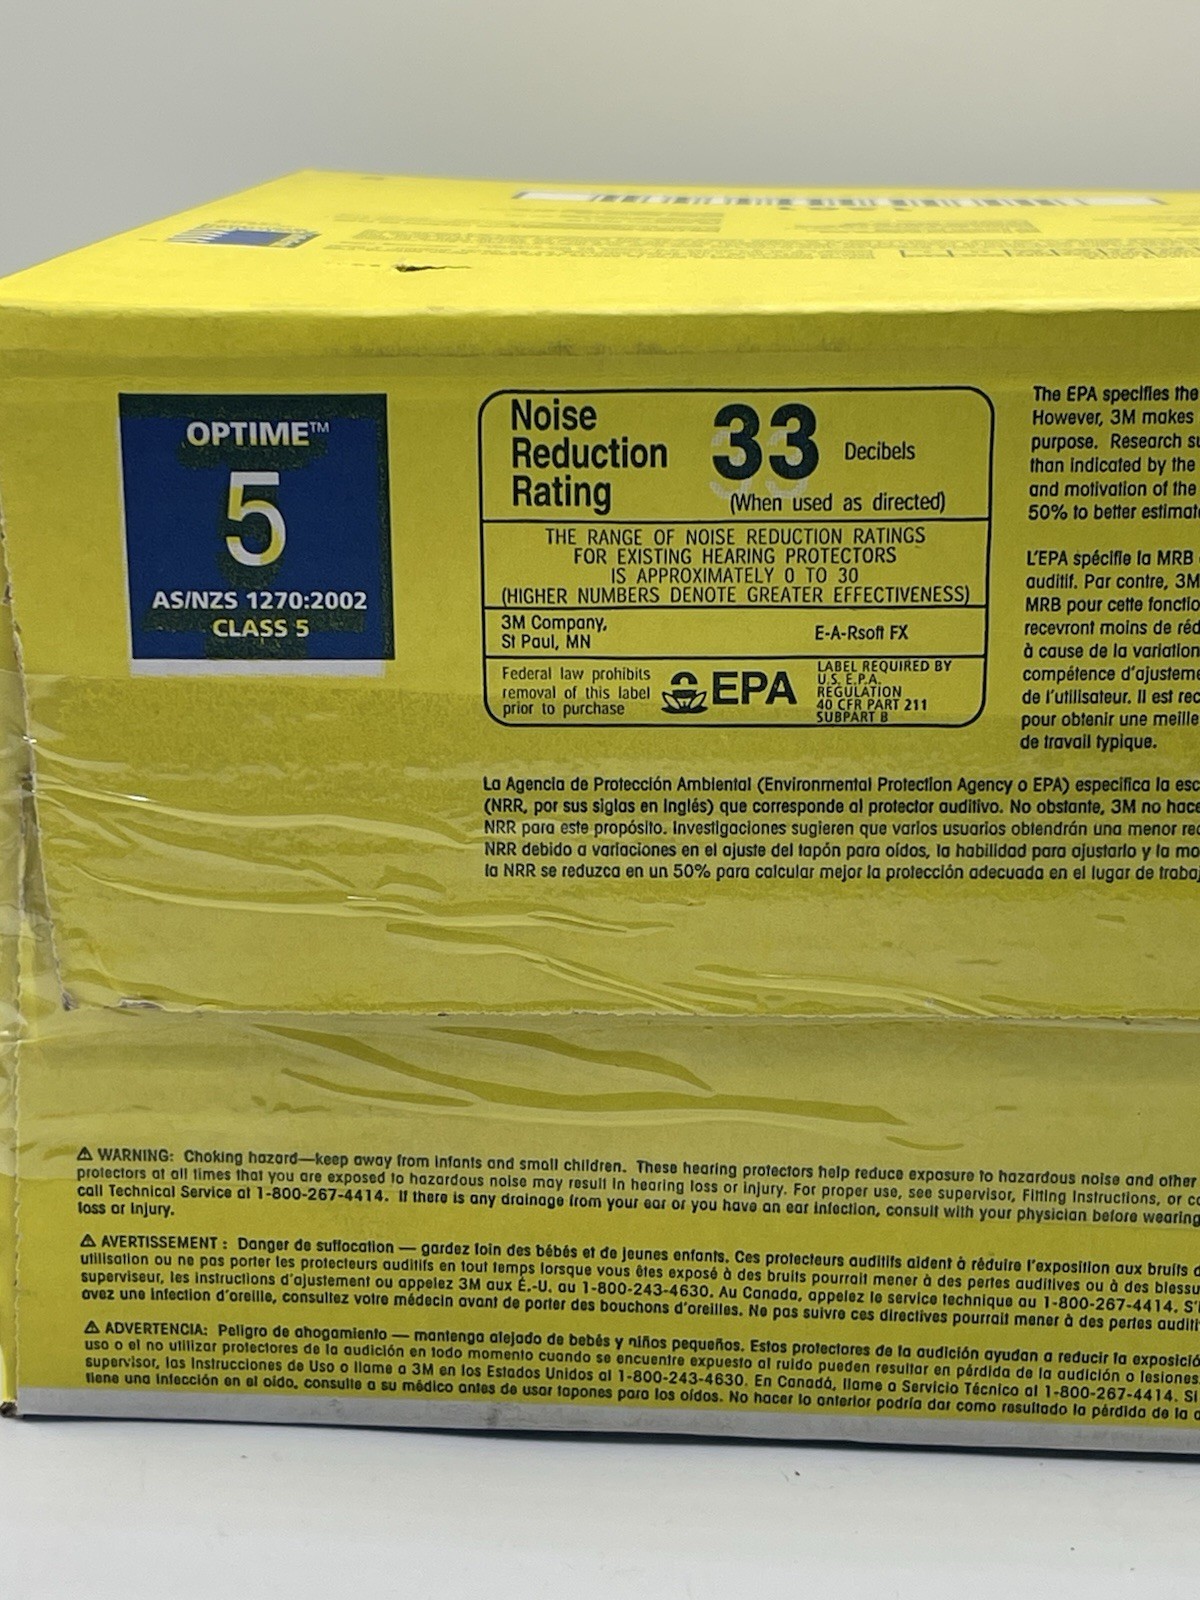 OPTIME™
5
AS/NZS 1270:2002
CLASS 5
Noise
Reduction
Rating
33
Decibels
(When used as directed)
THE RANGE OF NOISE REDUCTION RATINGS
FOR EXISTING HEARING PROTECTORS
IS APPROXIMATELY 0 TO 30
(HIGHER NUMBERS DENOTE GREATER EFFECTIVENESS)
3M Company,
St Paul, MN
E-A-Rsoft FX
Federal law prohibits
removal of this label
prior to purchase
EPA
LABEL REQUIRED BY
U.S. E.P.A.
REGULATION
40 CFR PART 211
SUBPART B
The EPA specifies the
However, 3M makes
purpose. Research
than indicated by the
and motivation of the
50% to better
L'EPA spécifie la MRB
auditif. Par contre, 3M
MRB pour cette
recevront moins de
à cause de la variation
compétence
de l'utilisateur. Il est
pour obtenir une
de travail typique.
La Agencia de Protección Ambiental (Environmental Protection Agency o EPA) especifica la
(NRR, por sus siglas en inglés) que corresponde al protector auditivo. No obstante, 3M no hace
NRR para este propósito. Investigaciones sugieren que varios usuarios obtendrán una menor
NRR debido a variaciones en el ajuste del tapón para oídos, la habilidad para ajustarlo y la
la NRR se reduzca en un 50% para calcular mejor la protección adecuada en el lugar de
⚠ WARNING: Choking hazard—keep away from infants and small children. These hearing protectors help reduce exposure to hazardous noise and other
protectors at all times that you are exposed to hazardous noise may result in hearing loss or injury. For proper use, see supervisor, Fitting Instructions, or
call Technical Service at 1-800-267-4414. If there is any drainage from your ear or you have an ear infection, consult with your physician before wearing
loss or injury.
⚠ AVERTISSEMENT : Danger de suffocation — gardez loin des bébés et de jeunes enfants. Ces protecteurs auditifs aident à réduire l'exposition aux bruits
utilisation ou ne pas porter les protecteurs auditifs en tout temps lorsque vous êtes exposé à des bruits pourrait mener à des pertes auditives ou à des
superviseur, les instructions d'ajustement ou appelez 3M aux É.-U. au 1-800-243-4630. Au Canada, appelez le service technique au 1-800-267-4414.
avez une infection d'oreille, consultez votre médecin avant de porter des bouchons d'oreilles. Ne pas suivre ces directives pourrait mener à des pertes
⚠ ADVERTENCIA: Peligro de ahogamiento — mantenga alejado de bebés y niños pequeños. Estos protectores de la audición ayudan a reducir la
uso o el no utilizar protectores de la audición en todo momento cuando se encuentre expuesto al ruido pueden resultar en pérdida de la audición o lesiones.
supervisor, las Instrucciones de Uso o llame a 3M en los Estados Unidos al 1-800-243-4630. En Canadá, llame a Servicio Técnico al 1-800-267-4414. Si
tiene una infección en el oído, consulte a su médico antes de usar tapones para los oídos. No hacer lo anterior podría dar como resultado la pérdida de la